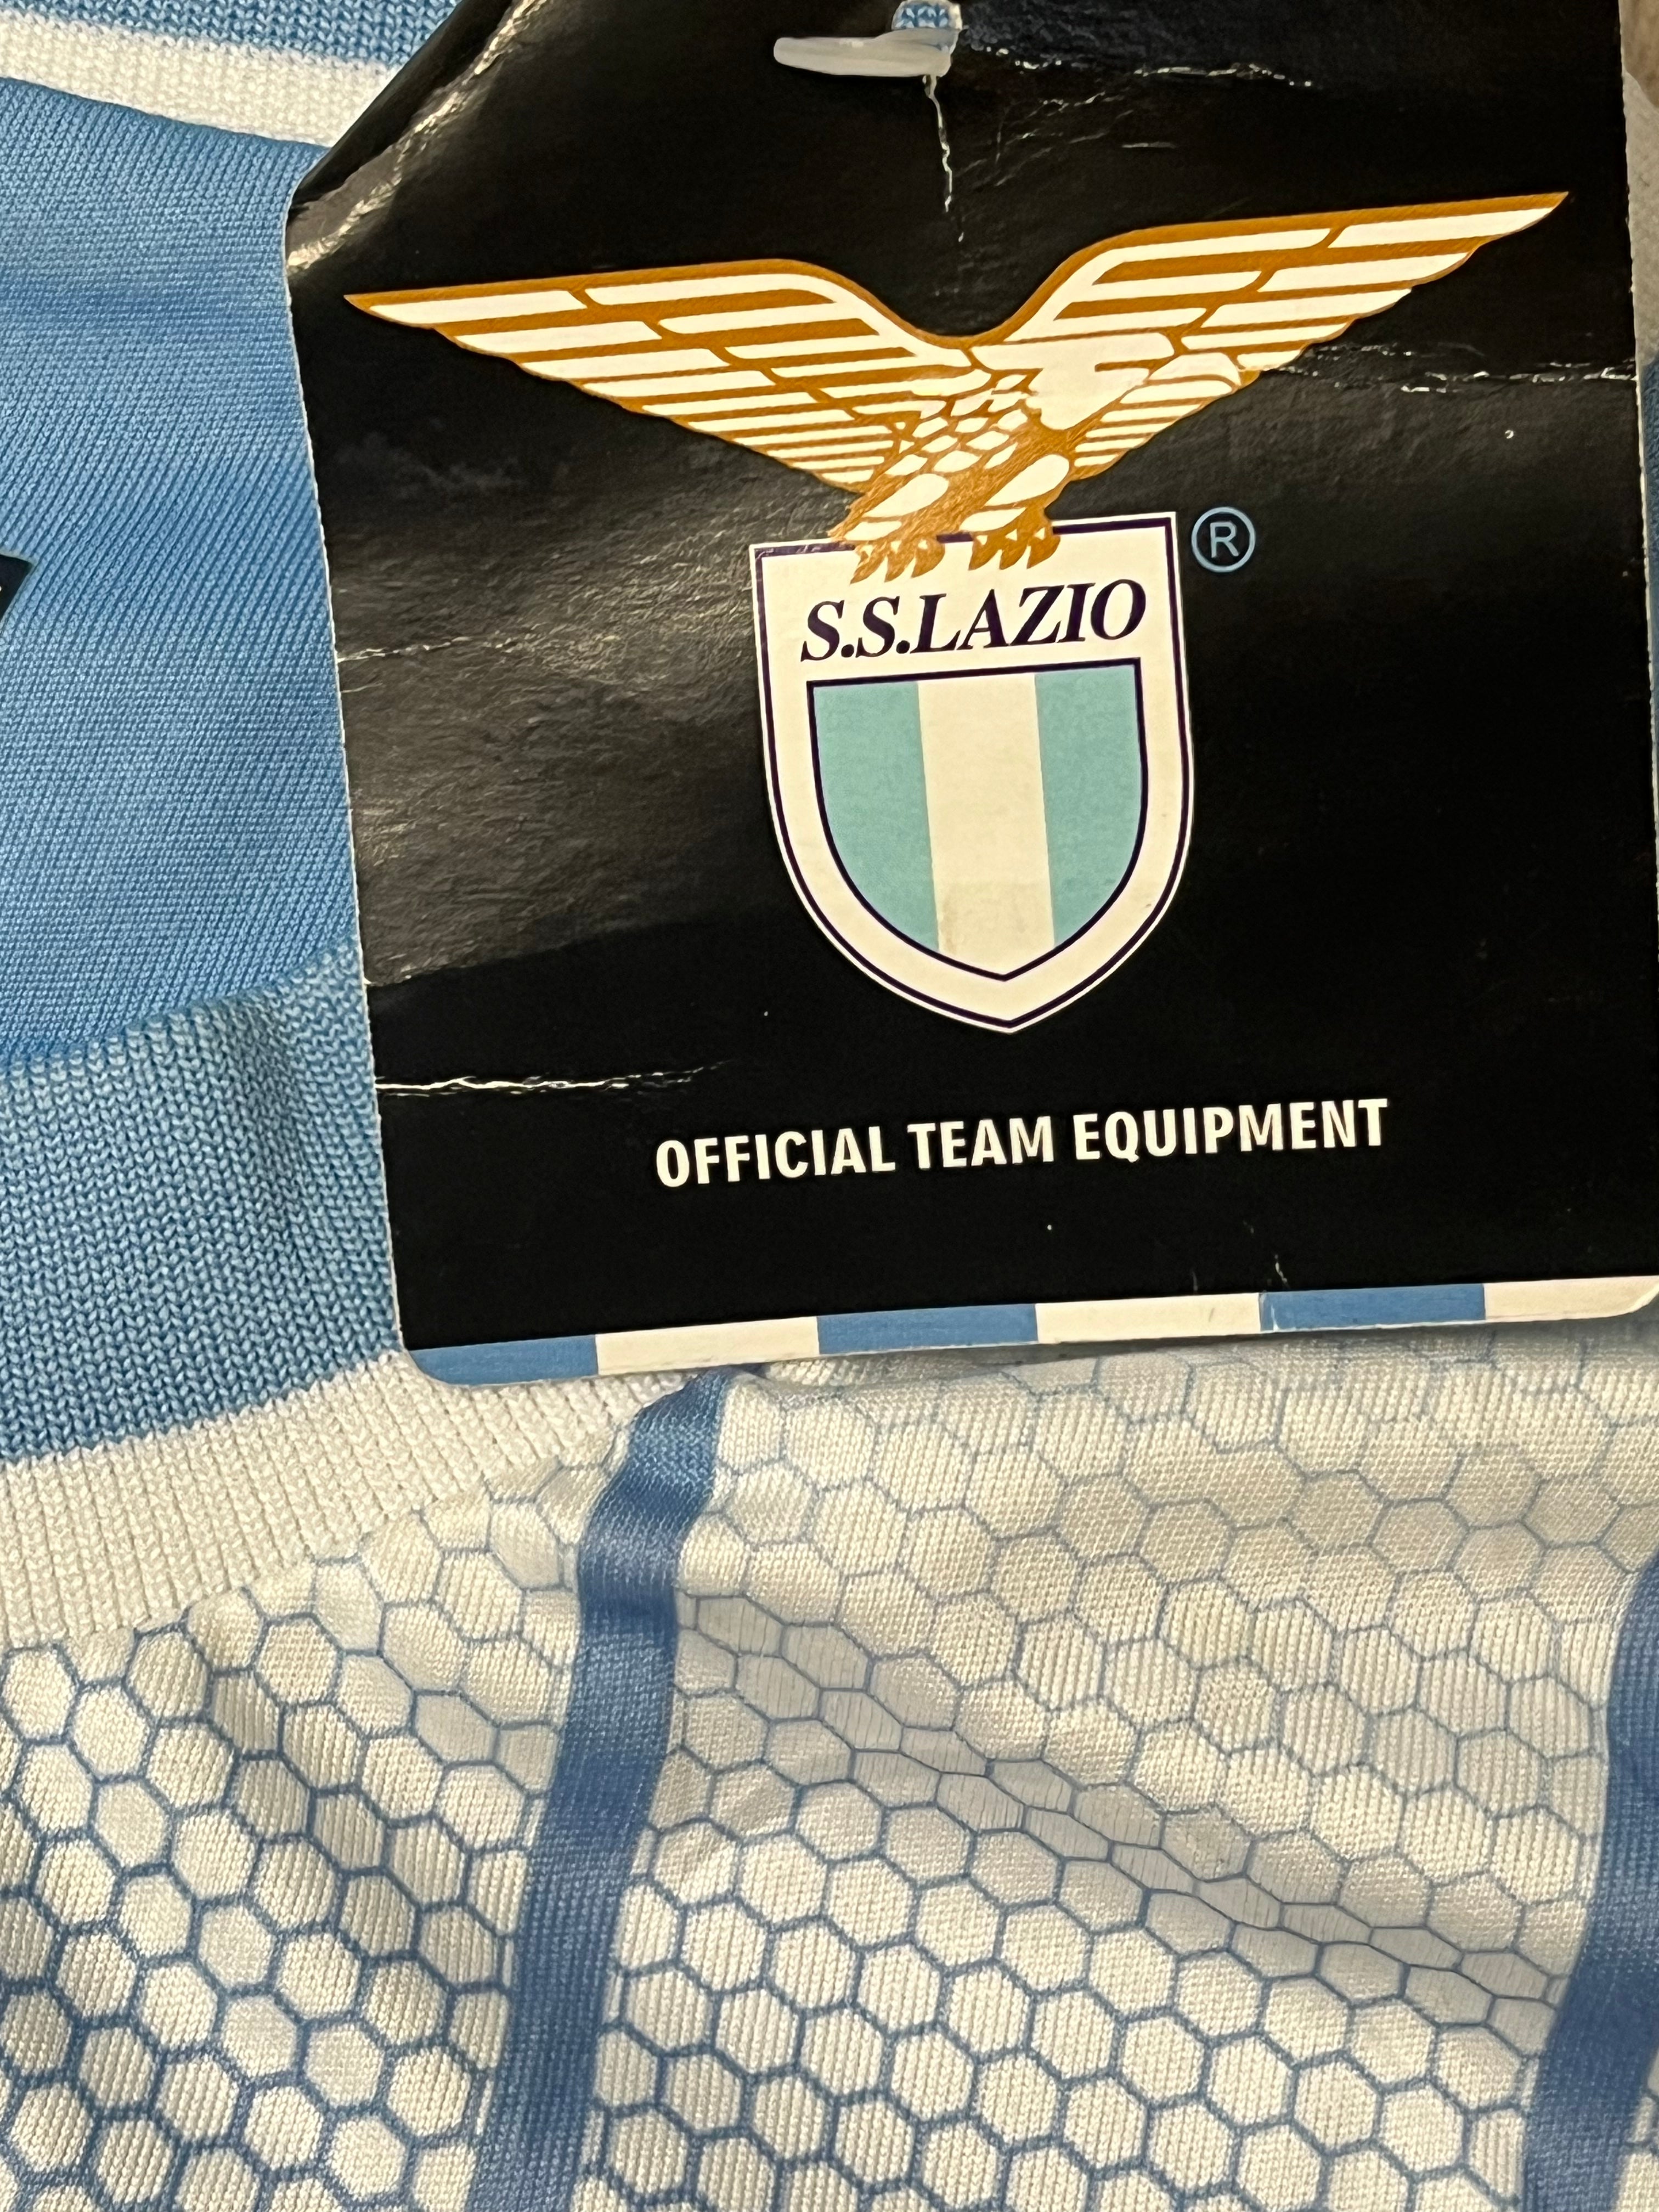 ®
S.S.LAZIO
OFFICIAL TEAM EQUIPMENT